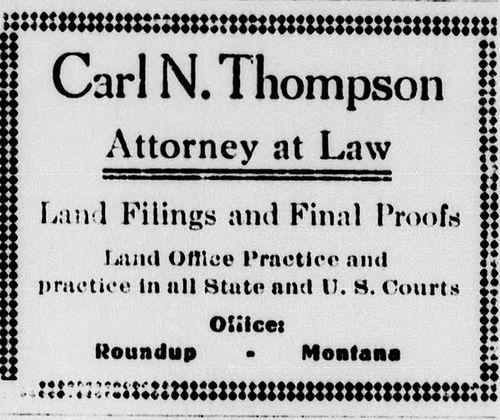 Carl N. Thompson
Attorney at Law
Land Filings and Final Proofs
Land Office Practice and
practice in all State and U. S. Courts
Office:
Roundup - Montana